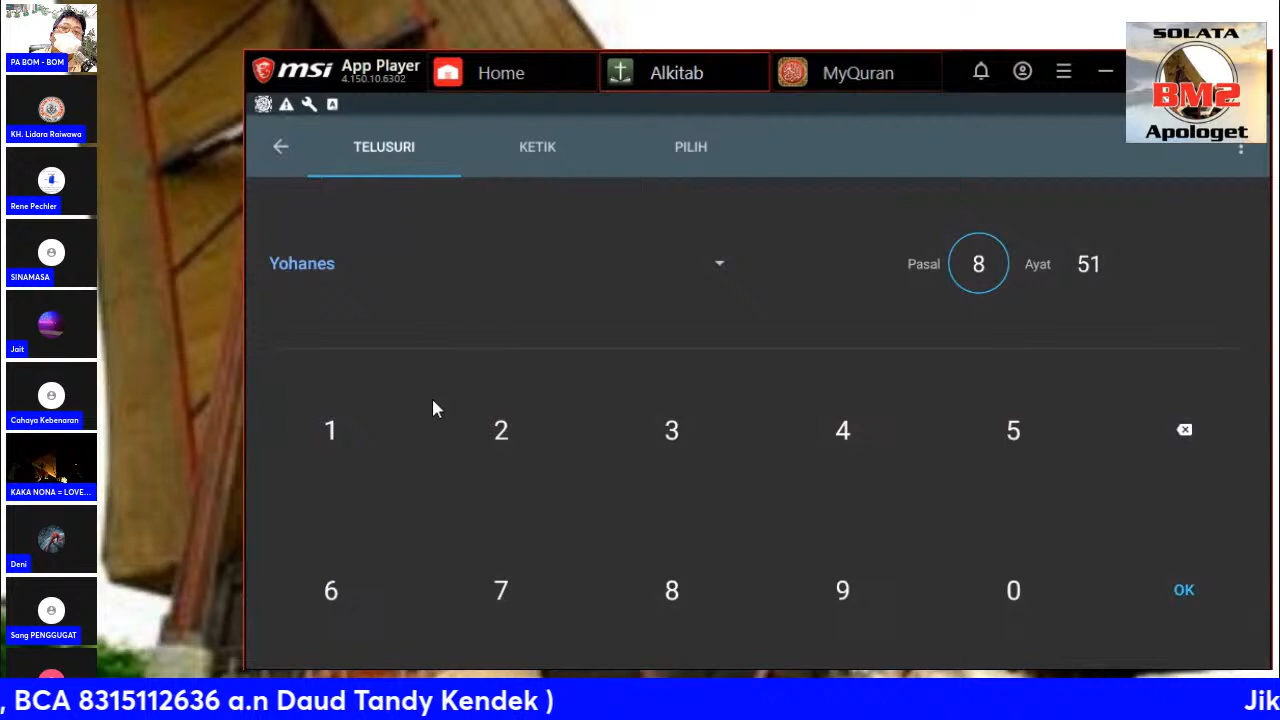 PA BOM - BOM
KH. Lidara Raiwawa
Rene Pechler
SINAMASA
Jait
Cahaya Kebenaran
KAKA NONA = LOVE...
Deni
Sang PENGGUGAT
msi App Player
4.150.10.6302
Home
Alkitab
MyQuran
SOLATA
BM2
Apologet
TELUSURI
KETIK
PILIH
Yohanes
Pasal 8 Ayat 51
1 2 3 4 5
6 7 8 9 0 OK
, BCA 8315112636 a.n Daud Tandy Kendek )
Jik